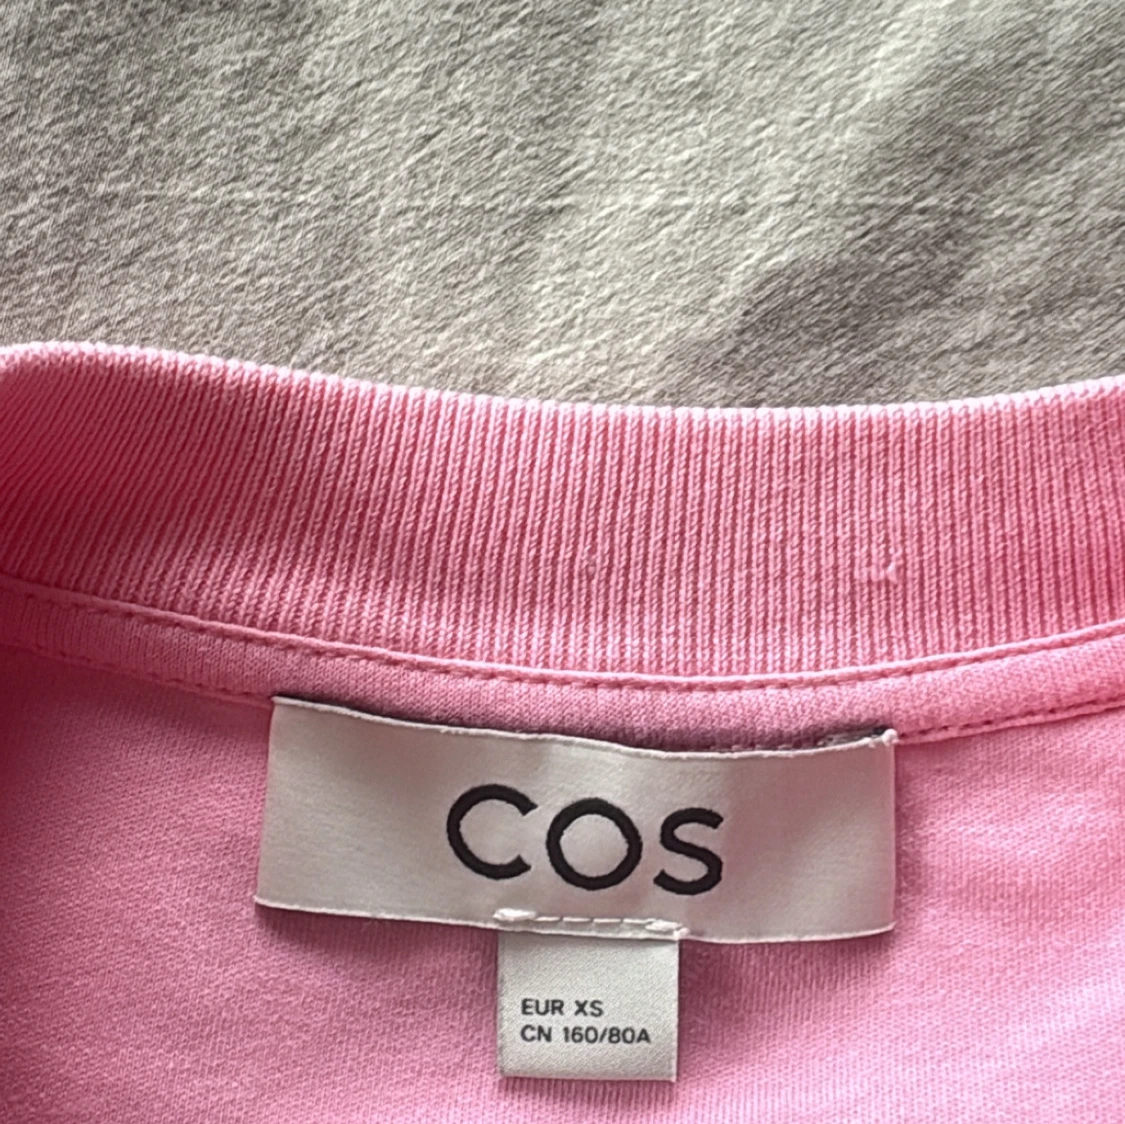 COS
EUR XS
CN 160/80A